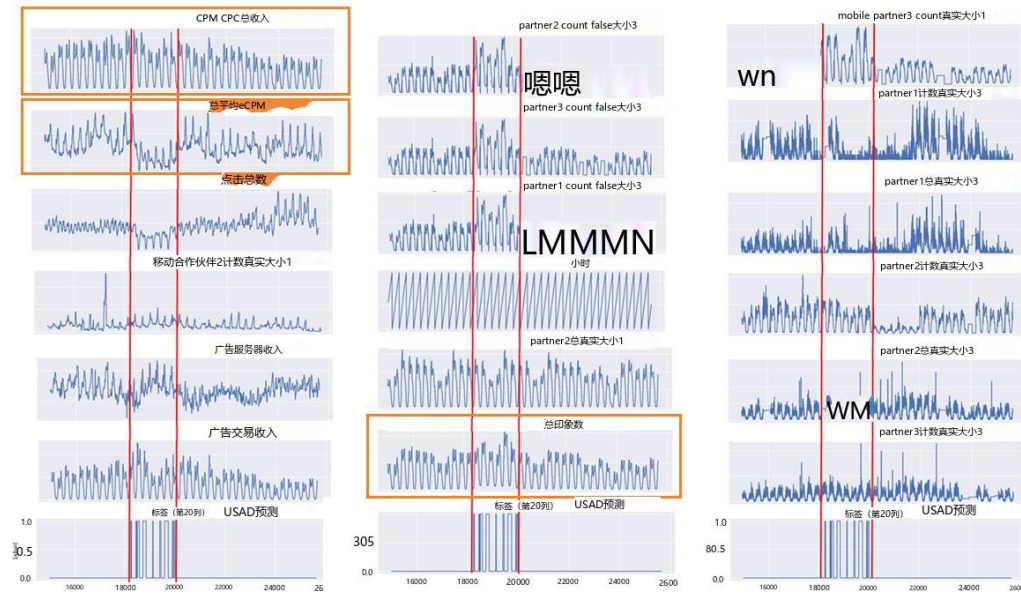 CPM CPC总收入
总平均eCPM
点击总数
移动合作伙伴2计数真实大小1
广告服务器收入
广告交易收入
标签（第20列）
USAD预测
1.0
0.5
0.0
16000
18000
20000
22000
24000
26
partner2 count false大小3
嗯嗯
partner3 count false大小3
partner1 count false大小3
LMMMN
小时
partner2总真实大小1
总印象数
标签（第20列）
USAD预测
305
0.0
16000
18000
20000
22000
24000
2600
mobile partner3 count真实大小1
wn
partner1计数真实大小3
partner1总真实大小3
partner2计数真实大小3
partner2总真实大小3
WM
partner3计数真实大小3
标签（第20列）
USAD预测
1.0
80.5
0.0
16000
18000
20000
22000
24000
2600